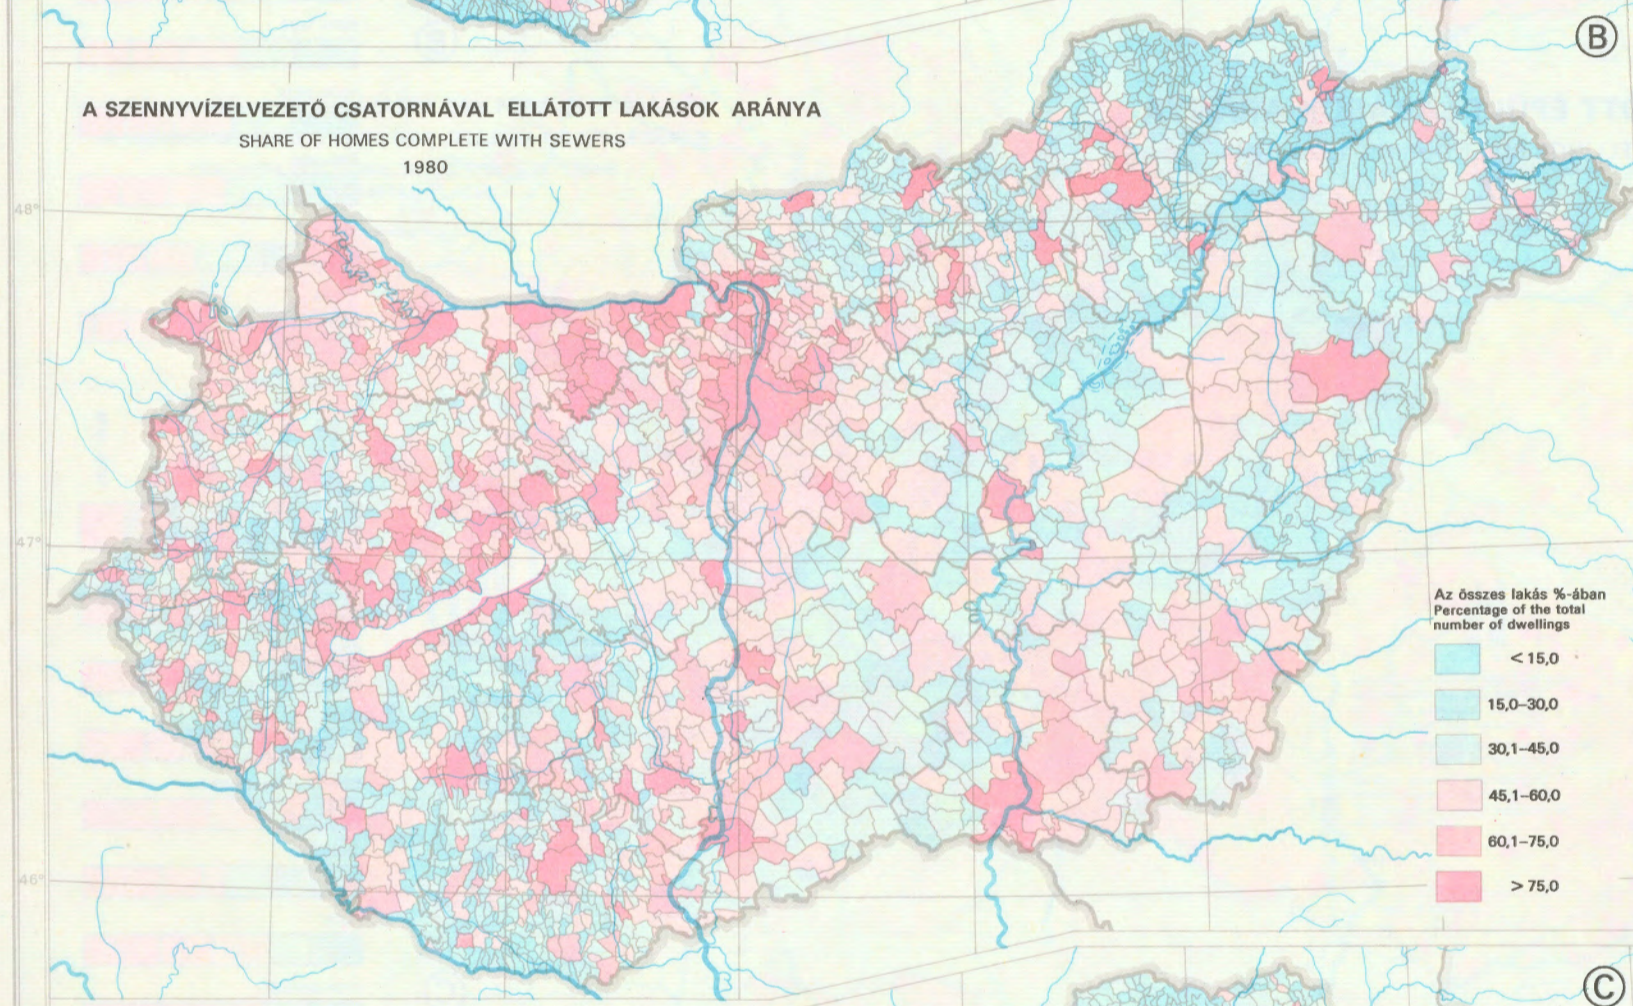 B
A SZENNYVÍZELVEZETŐ CSATORNÁVAL ELLÁTOTT LAKÁSOK ARÁNYA
SHARE OF HOMES COMPLETE WITH SEWERS
1980
48°
47°
46°
Az összes lakás %-ában
Percentage of the total
number of dwellings
< 15,0
15,0–30,0
30,1–45,0
45,1–60,0
60,1–75,0
> 75,0
C